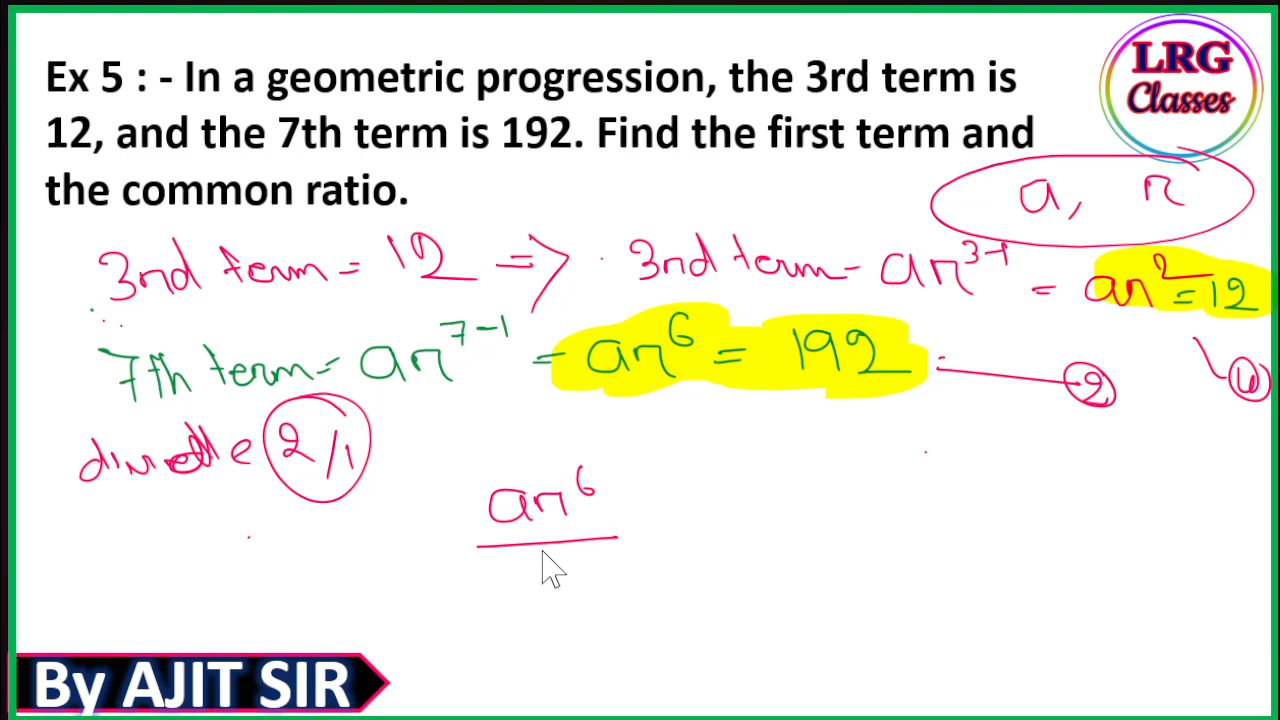 LRG
Classes
Ex 5 : - In a geometric progression, the 3rd term is
12, and the 7th term is 192. Find the first term and
the common ratio.
a, r
3rd term = 12 => 3rd term = ar^3-1 = ar^2 = 12
7th term = ar^7-1 = ar^6 = 192 — 2
divide 2/1
ar^6
By AJIT SIR